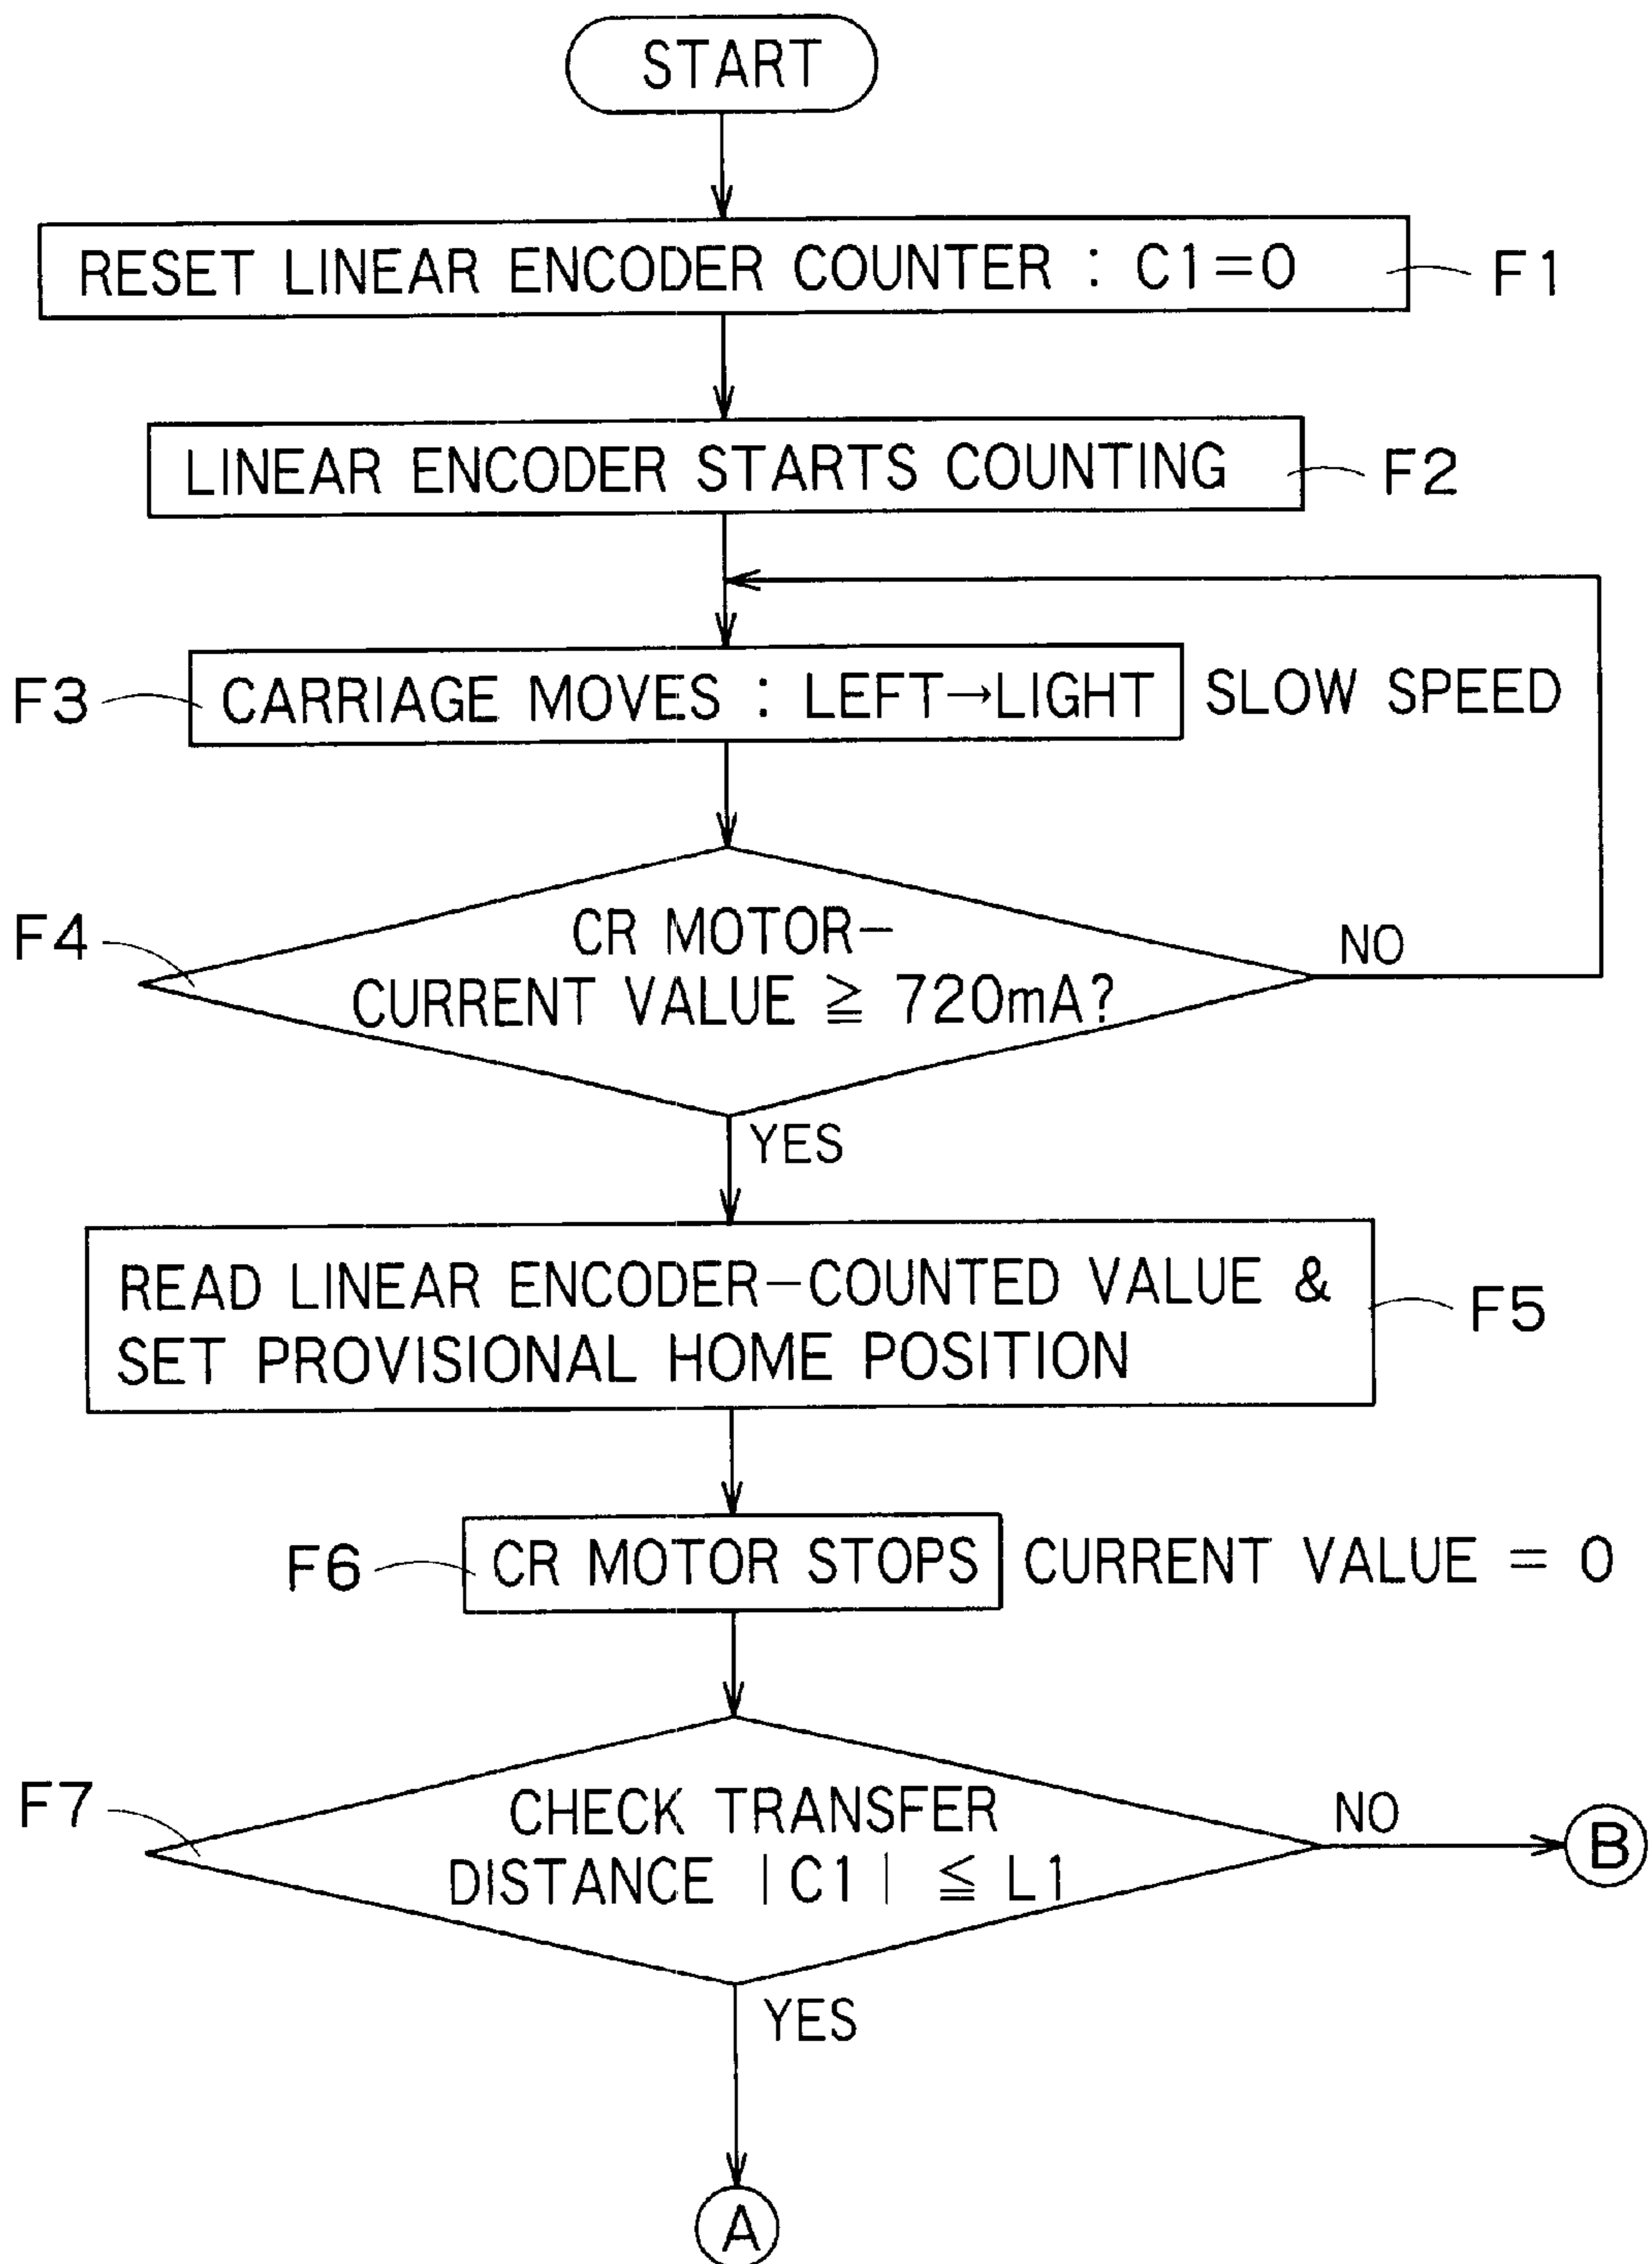 START
RESET LINEAR ENCODER COUNTER : C1=0
F1
LINEAR ENCODER STARTS COUNTING
F2
F3
CARRIAGE MOVES : LEFT→LIGHT
SLOW SPEED
F4
CR MOTOR-
CURRENT VALUE ≧ 720mA?
NO
YES
READ LINEAR ENCODER-COUNTED VALUE &
SET PROVISIONAL HOME POSITION
F5
F6
CR MOTOR STOPS
CURRENT VALUE = 0
F7
CHECK TRANSFER
DISTANCE |C1| ≦ L1
NO
B
YES
A